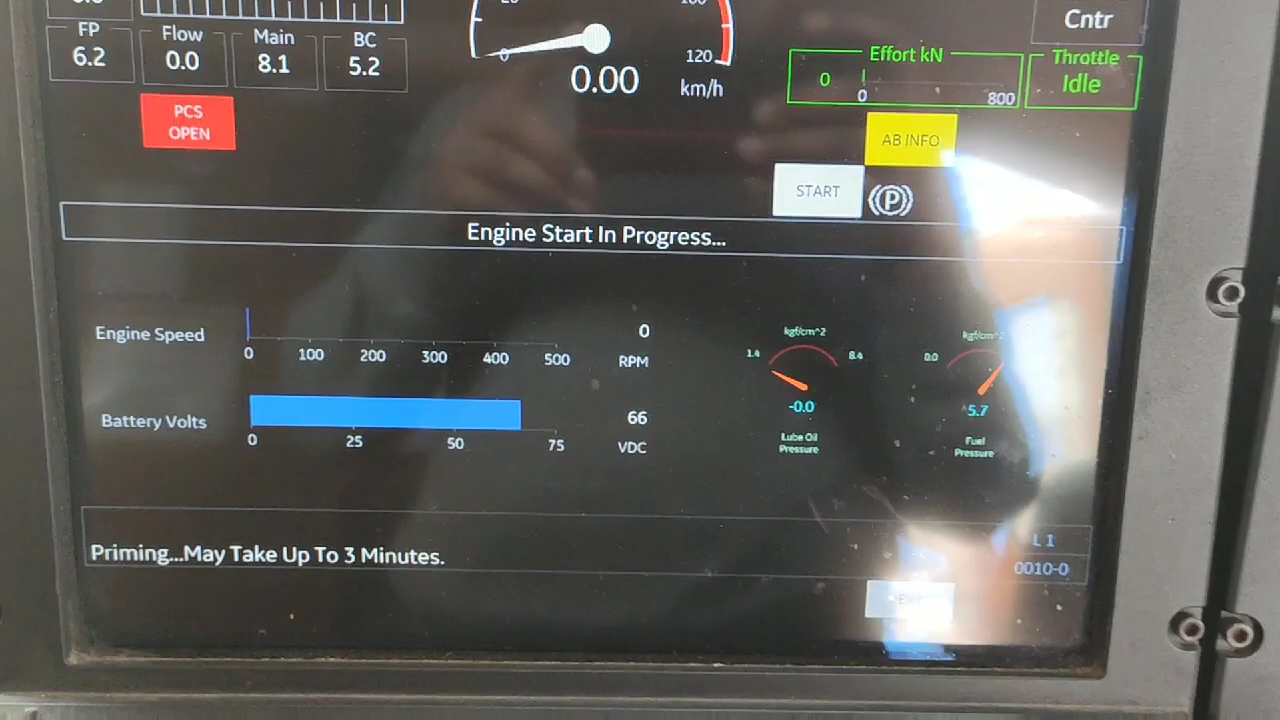 FP
6.2
Flow
0.0
Main
8.1
BC
5.2
0
120
0.00
km/h
Cntr
Effort kN
0
0
800
Throttle
Idle
PCS
OPEN
AB INFO
START
P
Engine Start In Progress...
Engine Speed
0 100 200 300 400 500
0
RPM
Battery Volts
0 25 50 75
66
VDC
kgf/cm^2
1.4
8.4
-0.0
Lube Oil
Pressure
kgf/cm^2
0.0
5.7
Fuel
Pressure
Priming...May Take Up To 3 Minutes.
L 1
0010-0